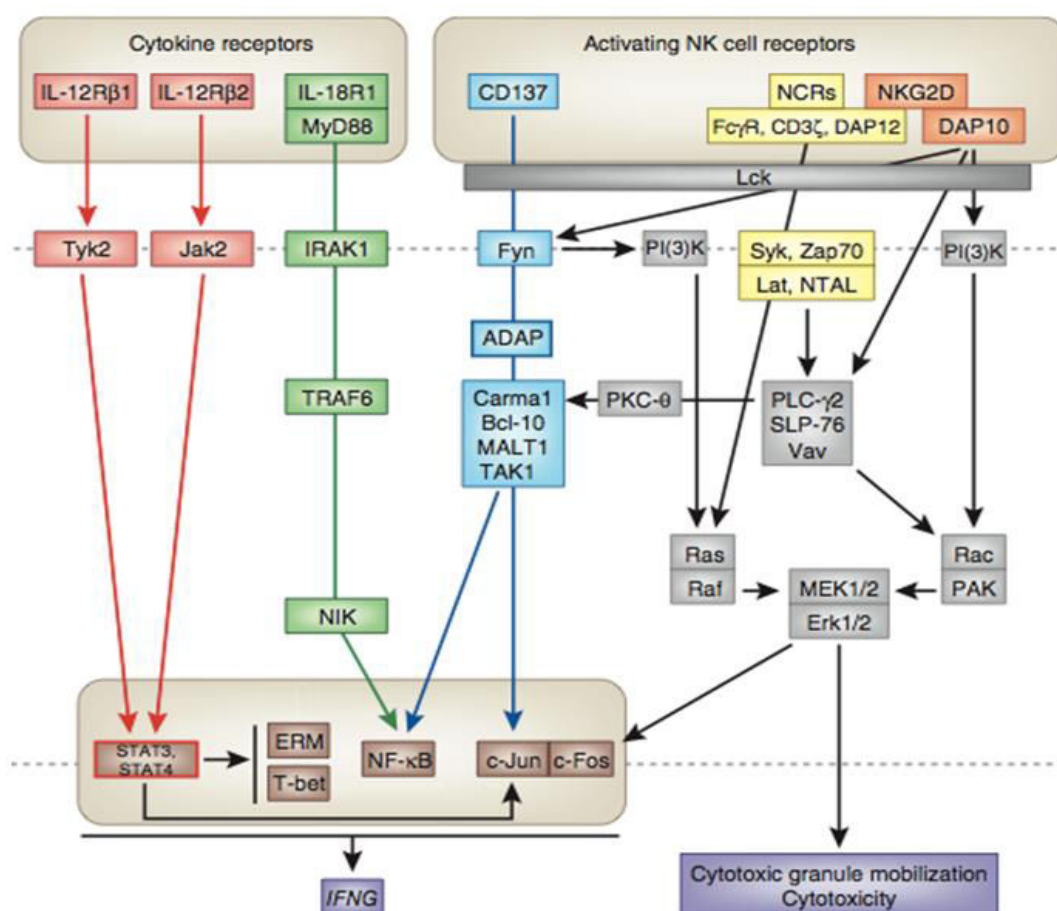 Cytokine receptors
Activating NK cell receptors
IL-12Rβ1
IL-12Rβ2
IL-18R1
MyD88
CD137
NCRs
NKG2D
FcγR, CD3ζ, DAP12
DAP10
Lck
Tyk2
Jak2
IRAK1
Fyn
PI(3)K
Syk, Zap70
Lat, NTAL
PI(3)K
ADAP
TRAF6
Carma1
Bcl-10
MALT1
TAK1
PKC-θ
PLC-γ2
SLP-76
Vav
Ras
Raf
MEK1/2
Erk1/2
Rac
PAK
NIK
STAT3,
STAT4
ERM
T-bet
NF-κB
c-Jun
c-Fos
IFNG
Cytotoxic granule mobilization
Cytotoxicity